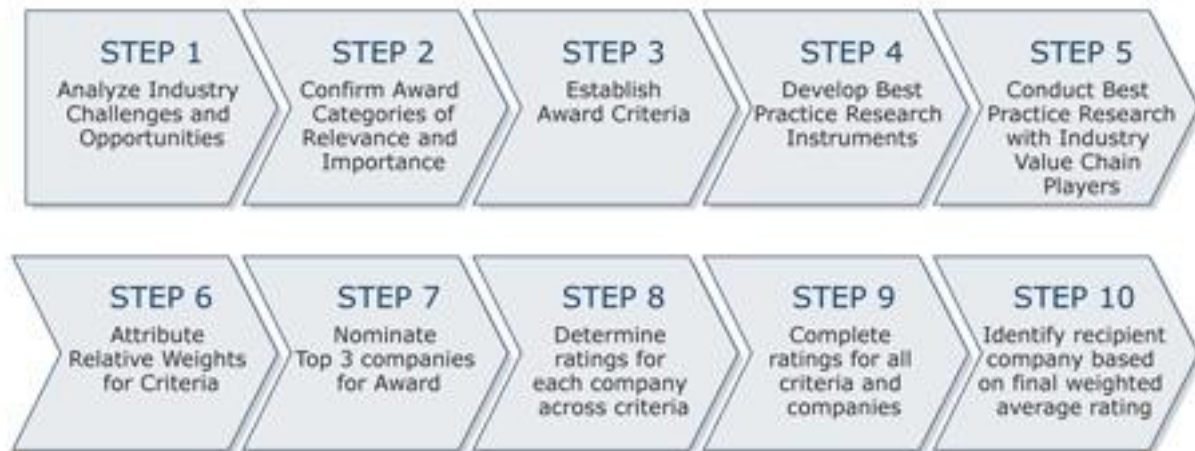 STEP 1
Analyze Industry
Challenges and
Opportunities
STEP 2
Confirm Award
Categories of
Relevance and
Importance
STEP 3
Establish
Award Criteria
STEP 4
Develop Best
Practice Research
Instruments
STEP 5
Conduct Best
Practice Research
with Industry
Value Chain
Players
STEP 6
Attribute
Relative Weights
for Criteria
STEP 7
Nominate
Top 3 companies
for Award
STEP 8
Determine
ratings for
each company
across criteria
STEP 9
Complete
ratings for all
criteria and
companies
STEP 10
Identify recipient
company based
on final weighted
average rating